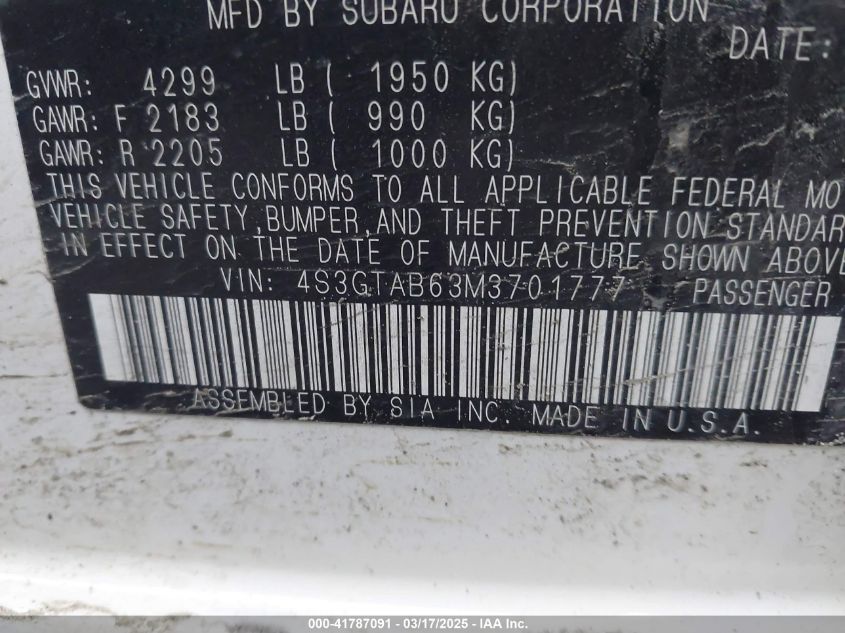 MFD BY SUBARU CORPORATION
DATE:
GVWR: 4299 LB ( 1950 KG)
GAWR: F 2183 LB ( 990 KG)
GAWR: R 2205 LB ( 1000 KG)
THIS VEHICLE CONFORMS TO ALL APPLICABLE FEDERAL MO
VEHICLE SAFETY,BUMPER,AND THEFT PREVENTION STANDAR
IN EFFECT ON THE DATE OF MANUFACTURE SHOWN ABOVE
VIN: 4S3GTAB63M3701777 PASSENGER
ASSEMBLED BY SIA INC. MADE IN U.S.A.
000-41787091 - 03/17/2025 - IAA Inc.